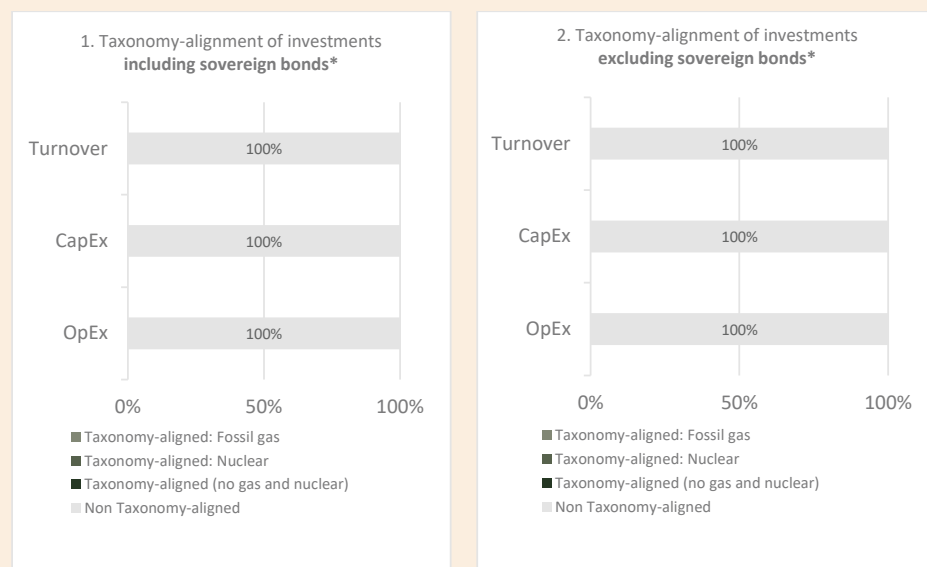 1. Taxonomy-alignment of investments
including sovereign bonds*
Turnover
100%
CapEx
100%
OpEx
100%
0%
50%
100%
Taxonomy-aligned: Fossil gas
Taxonomy-aligned: Nuclear
Taxonomy-aligned (no gas and nuclear)
Non Taxonomy-aligned
2. Taxonomy-alignment of investments
excluding sovereign bonds*
Turnover
100%
CapEx
100%
OpEx
100%
0%
50%
100%
Taxonomy-aligned: Fossil gas
Taxonomy-aligned: Nuclear
Taxonomy-aligned (no gas and nuclear)
Non Taxonomy-aligned